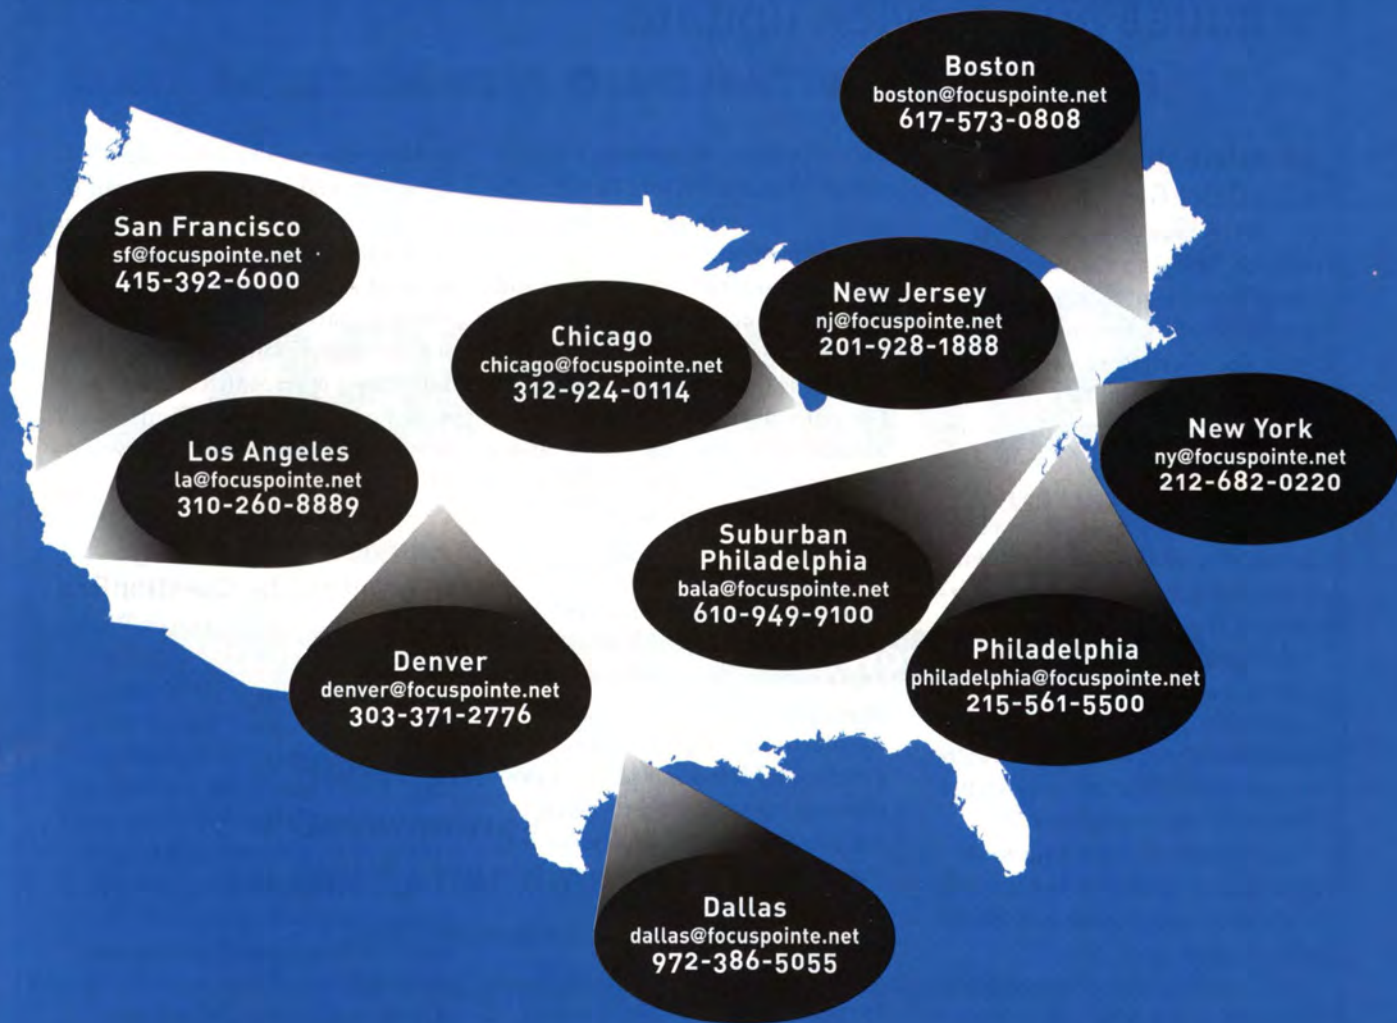 Boston
boston@focuspointe.net
617-573-0808
San Francisco
sf@focuspointe.net
415-392-6000
New Jersey
nj@focuspointe.net
201-928-1888
Chicago
chicago@focuspointe.net
312-924-0114
New York
ny@focuspointe.net
212-682-0220
Los Angeles
la@focuspointe.net
310-260-8889
Suburban
Philadelphia
bala@focuspointe.net
610-949-9100
Philadelphia
philadelphia@focuspointe.net
215-561-5500
Denver
denver@focuspointe.net
303-371-2776
Dallas
dallas@focuspointe.net
972-386-5055